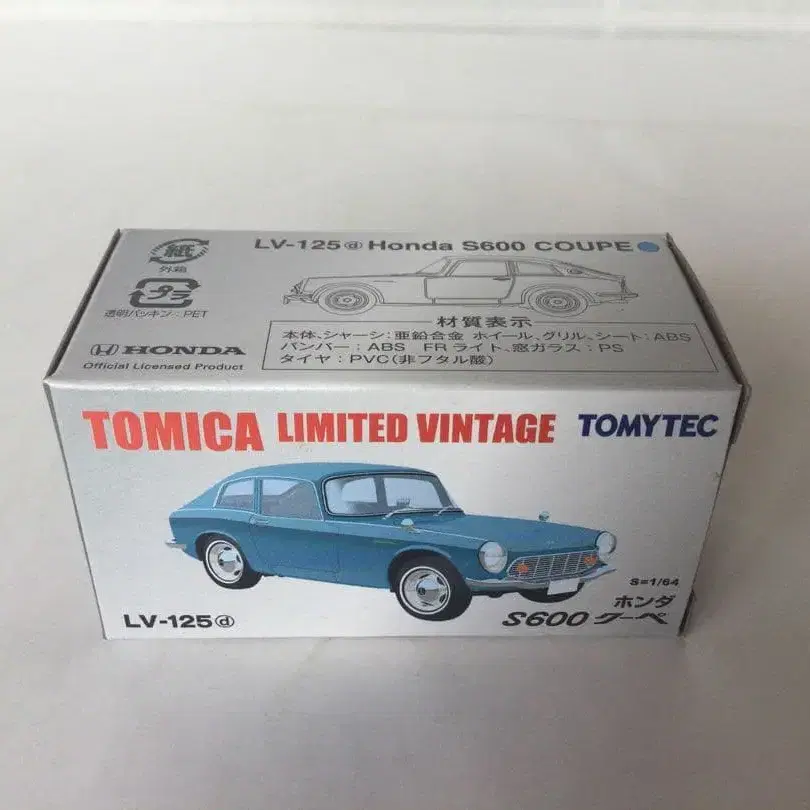 LV-125ⓓ Honda S600 COUPE
紙
外箱
プラ
透明パッキン：PET
HONDA
Official Licensed Product
材質表示
本体、シャーシ：亜鉛合金 ホイール、グリル、シート：ABS
バンパー：ABS FRライト、窓ガラス：PS
タイヤ：PVC(非フタル酸)
TOMICA LIMITED VINTAGE TOMYTEC
S=1/64
ホンダ
LV-125ⓓ
S600 クーペ